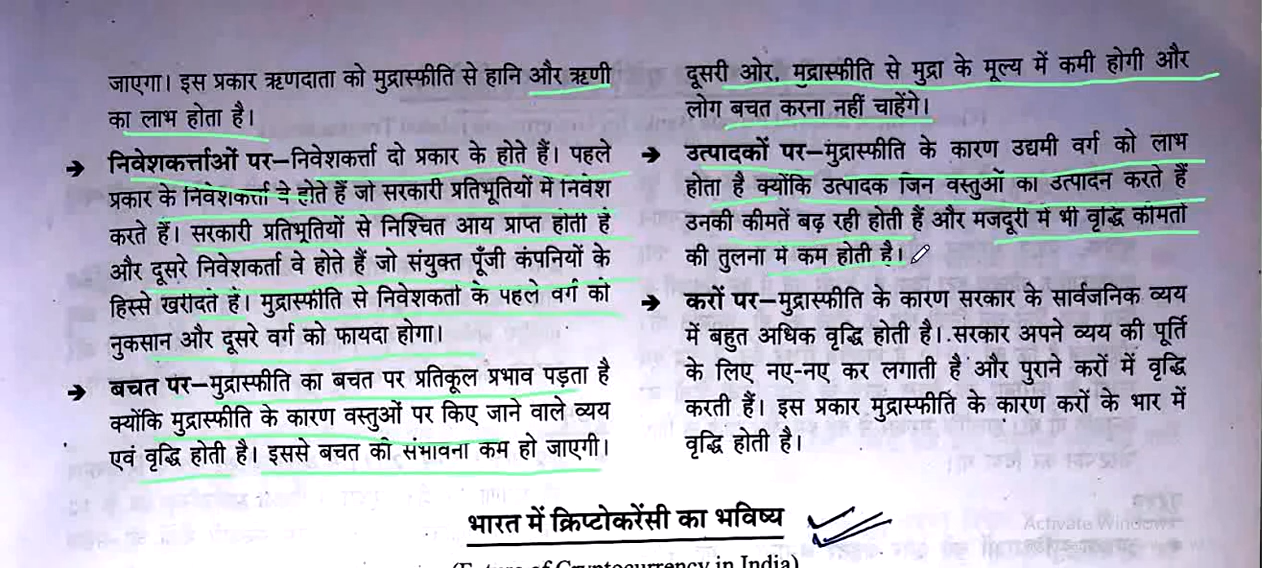 जाएगा। इस प्रकार ऋणदाता को मुद्रास्फीति से हानि और ऋणी
का लाभ होता है।
→ निवेशकर्त्ताओं पर–निवेशकर्त्ता दो प्रकार के होते हैं। पहले
प्रकार के निवेशकर्त्ता वे होते हैं जो सरकारी प्रतिभूतियों में निवेश
करते हैं। सरकारी प्रतिभूतियों से निश्चित आय प्राप्त होती है
और दूसरे निवेशकर्ता वे होते हैं जो संयुक्त पूँजी कंपनियों के
हिस्से खरीदते हैं। मुद्रास्फीति से निवेशकर्ता के पहले वर्ग को
नुकसान और दूसरे वर्ग को फायदा होगा।
→ बचत पर–मुद्रास्फीति का बचत पर प्रतिकूल प्रभाव पड़ता है
क्योंकि मुद्रास्फीति के कारण वस्तुओं पर किए जाने वाले व्यय
एवं वृद्धि होती है। इससे बचत की संभावना कम हो जाएगी।
दूसरी ओर, मुद्रास्फीति से मुद्रा के मूल्य में कमी होगी और
लोग बचत करना नहीं चाहेंगे।
→ उत्पादकों पर–मुद्रास्फीति के कारण उद्यमी वर्ग को लाभ
होता है क्योंकि उत्पादक जिन वस्तुओं का उत्पादन करते हैं
उनकी कीमतें बढ़ रही होती हैं और मजदूरी में भी वृद्धि कीमतों
की तुलना में कम होती है।
→ करों पर–मुद्रास्फीति के कारण सरकार के सार्वजनिक व्यय
में बहुत अधिक वृद्धि होती है। सरकार अपने व्यय की पूर्ति
के लिए नए-नए कर लगाती है और पुराने करों में वृद्धि
करती हैं। इस प्रकार मुद्रास्फीति के कारण करों के भार में
वृद्धि होती है।
भारत में क्रिप्टोकरेंसी का भविष्य
(Future of Cryptocurrency in India)
Activate Windows